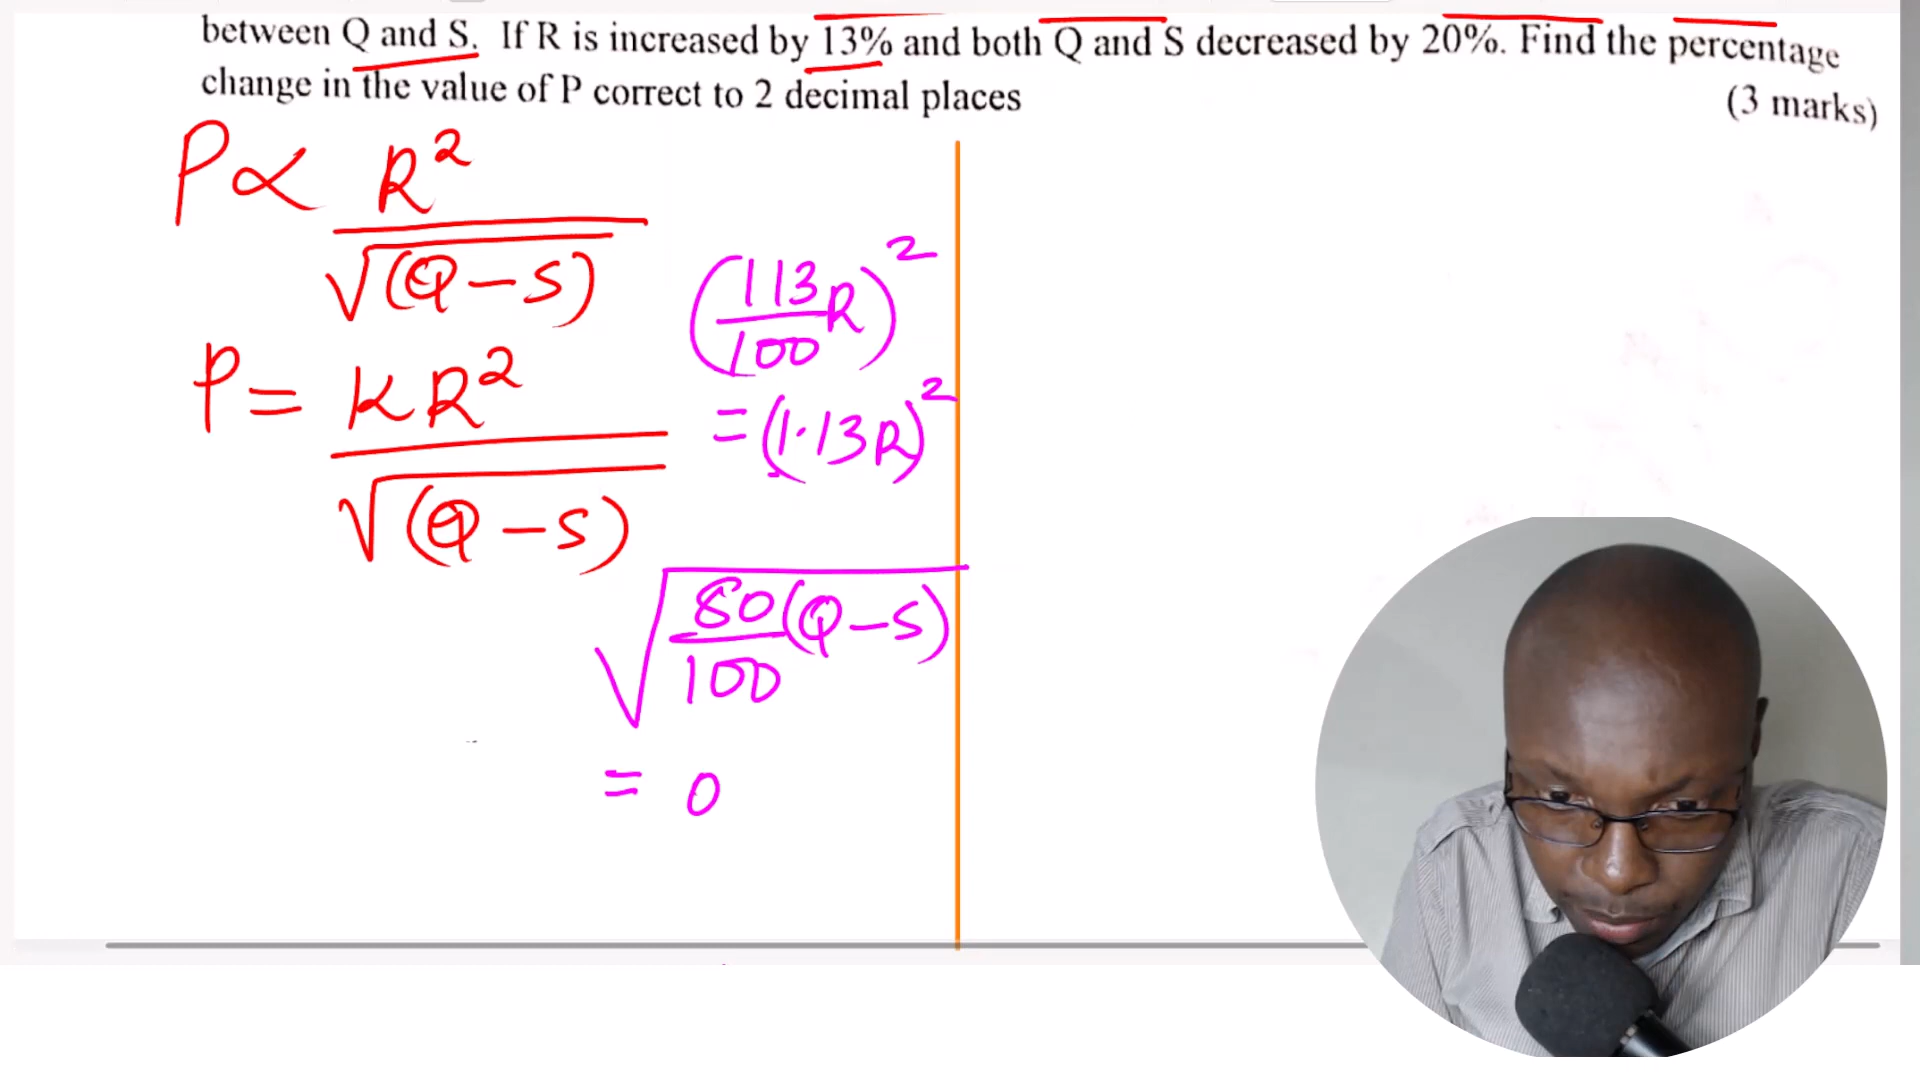 between Q and S. If R is increased by 13% and both Q and S decreased by 20%. Find the percentage
change in the value of P correct to 2 decimal places
(3 marks)
P ∝ R²
√(Q – S)
P = KR²
√(Q – S)
(113/100 R)²
= (1·13R)²
√80/100 (Q – S)
= 0